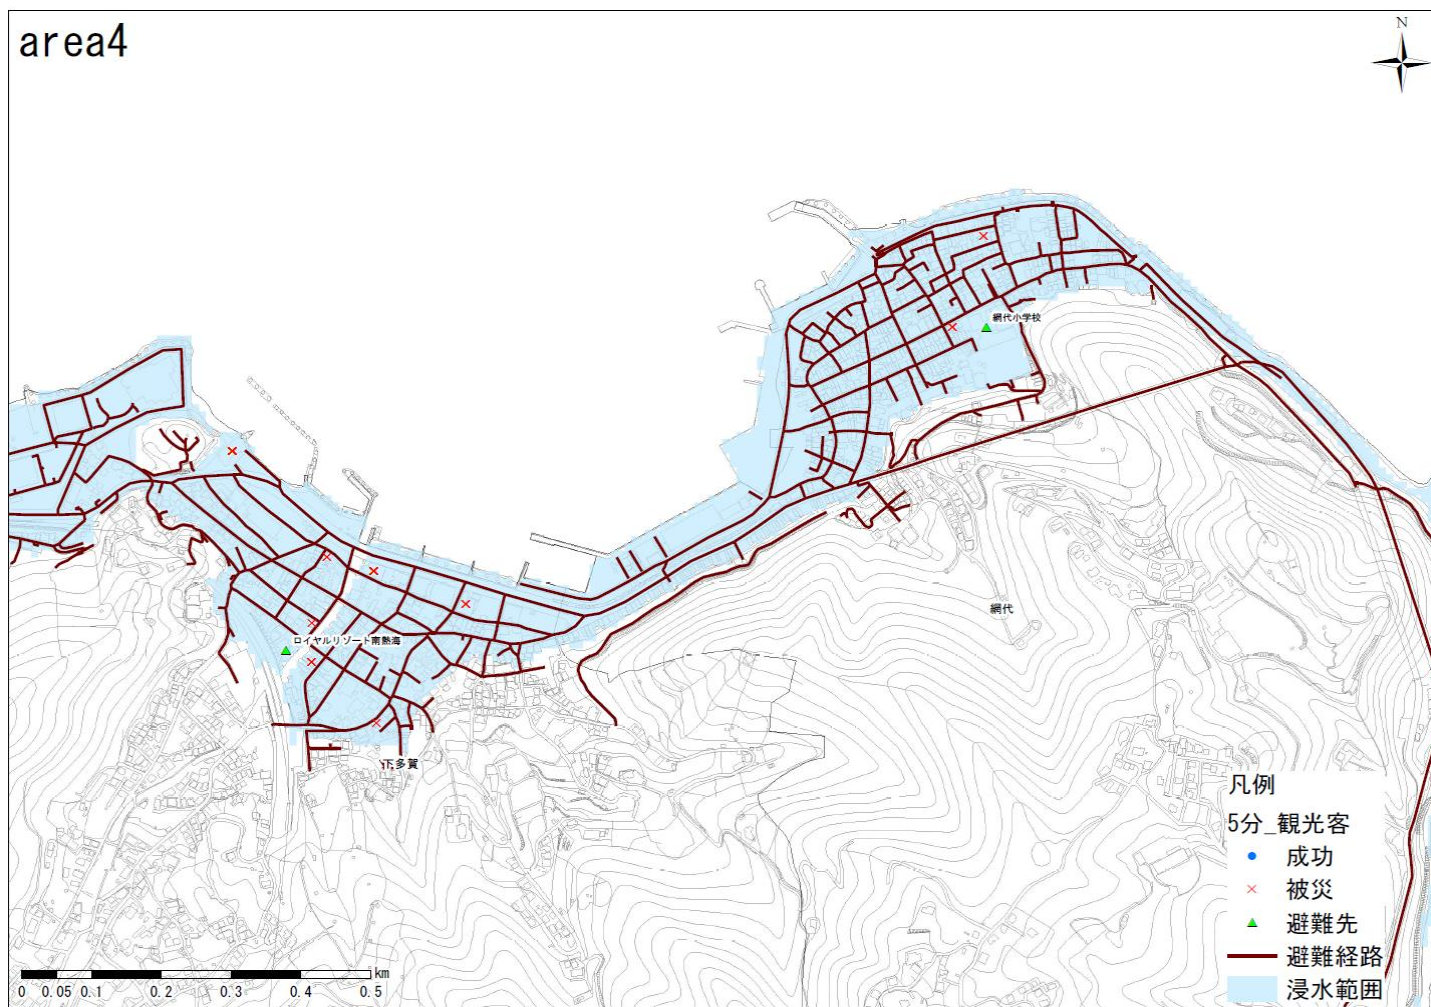 area4
N
網代小学校
網代
ロイヤルリゾート南熱海
下多賀
凡例
5分_観光客
成功
被災
避難先
避難経路
浸水範囲
km
0 0.05 0.1 0.2 0.3 0.4 0.5